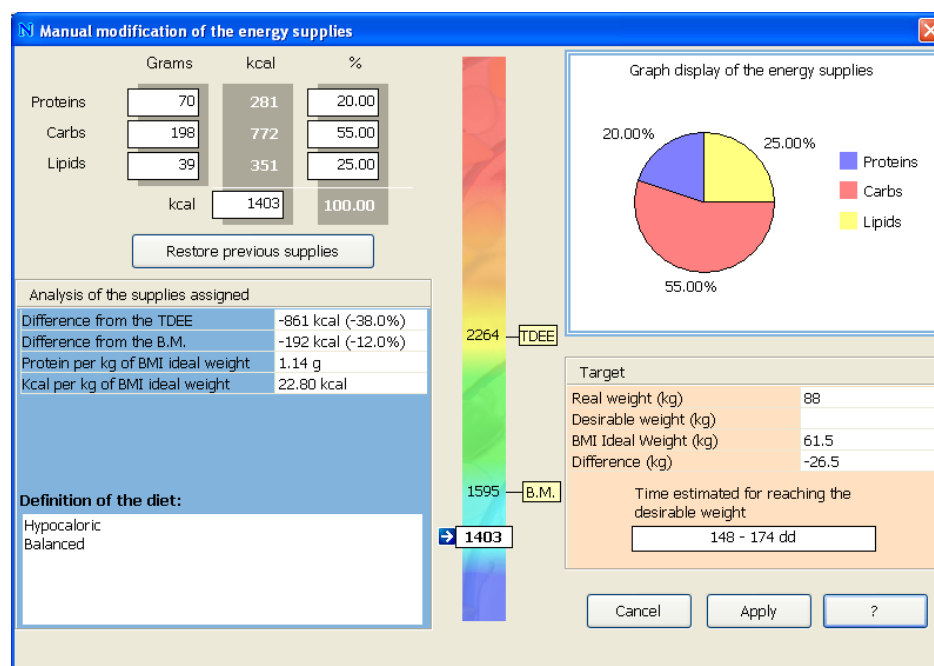 Manual modification of the energy supplies
Grams kcal %
Proteins 70 281 20.00
Carbs 198 772 55.00
Lipids 39 351 25.00
kcal 1403 100.00
Restore previous supplies
Analysis of the supplies assigned
Difference from the TDEE -861 kcal (-38.0%)
Difference from the B.M. -192 kcal (-12.0%)
Protein per kg of BMI ideal weight 1.14 g
Kcal per kg of BMI ideal weight 22.80 kcal
Definition of the diet:
Hypocaloric
Balanced
2264 TDEE
1595 B.M.
1403
Graph display of the energy supplies
20.00%
25.00%
55.00%
Proteins
Carbs
Lipids
Target
Real weight (kg) 88
Desirable weight (kg)
BMI Ideal Weight (kg) 61.5
Difference (kg) -26.5
Time estimated for reaching the
desirable weight
148 - 174 dd
Cancel Apply ?